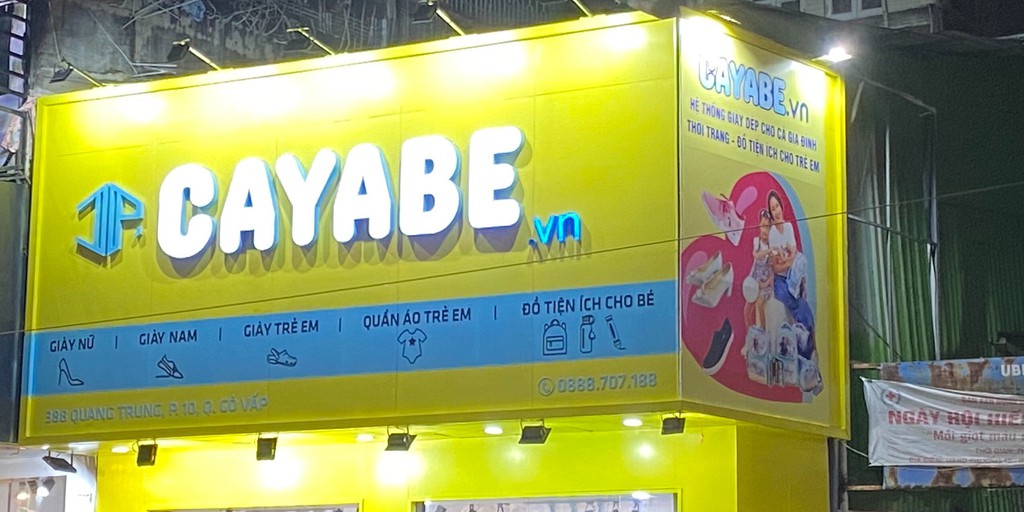 CAYABE
.vn
GIÀY NỮ | GIÀY NAM | GIÀY TRẺ EM | QUẦN ÁO TRẺ EM | ĐỒ TIỆN ÍCH CHO BÉ
388 QUANG TRUNG, P. 10, Q. GÒ VẤP
0888.707.188
CAYABE.vn
HỆ THỐNG GIÀY DÉP CHO CẢ GIA ĐÌNH
THỜI TRANG - ĐỒ TIỆN ÍCH CHO TRẺ EM
NGÀY HỘI HIẾ
Mỗi giọt máu